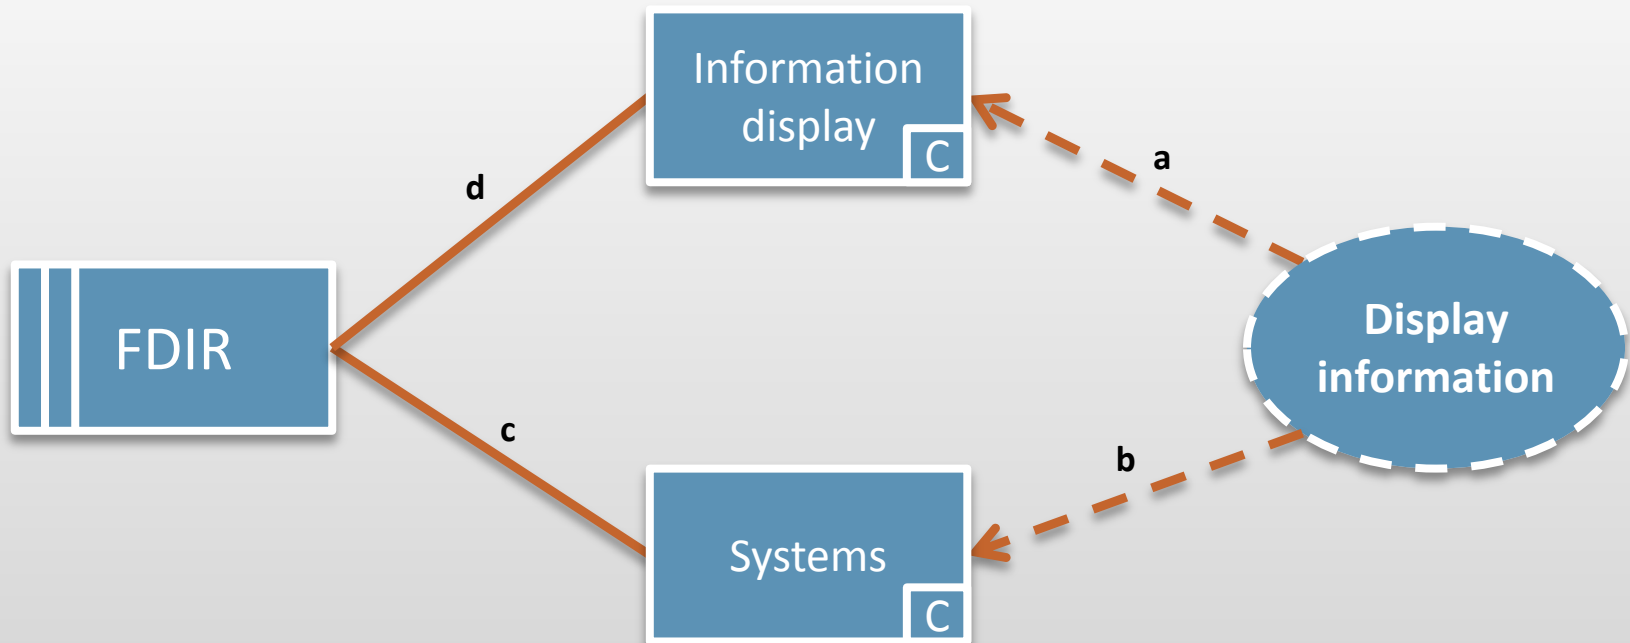 Information
display
C
a
d
FDIR
Display
information
c
b
Systems
C